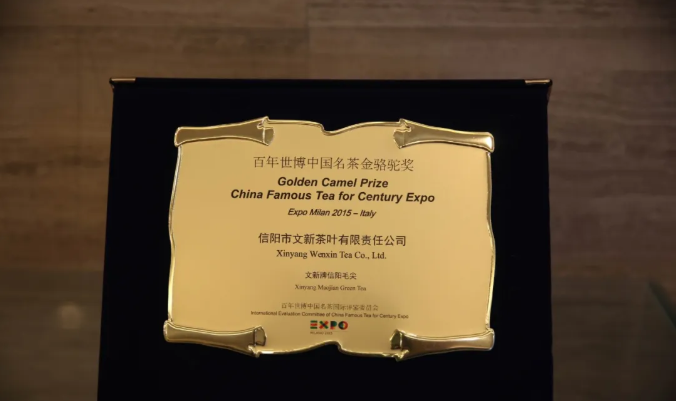 百年世博中国名茶金骆驼奖
Golden Camel Prize
China Famous Tea for Century Expo
Expo Milan 2015 – Italy
信阳市文新茶叶有限责任公司
Xinyang Wenxin Tea Co., Ltd.
文新牌信阳毛尖
Xinyang Maojian Green Tea
百年世博中国名茶国际评鉴委员会
International Evaluation Committee of China Famous Tea for Century Expo
EXPO